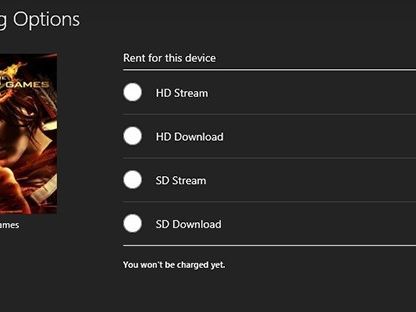 g Options
Rent for this device
GAMES
HD Stream
HD Download
SD Stream
SD Download
ames
You won't be charged yet.